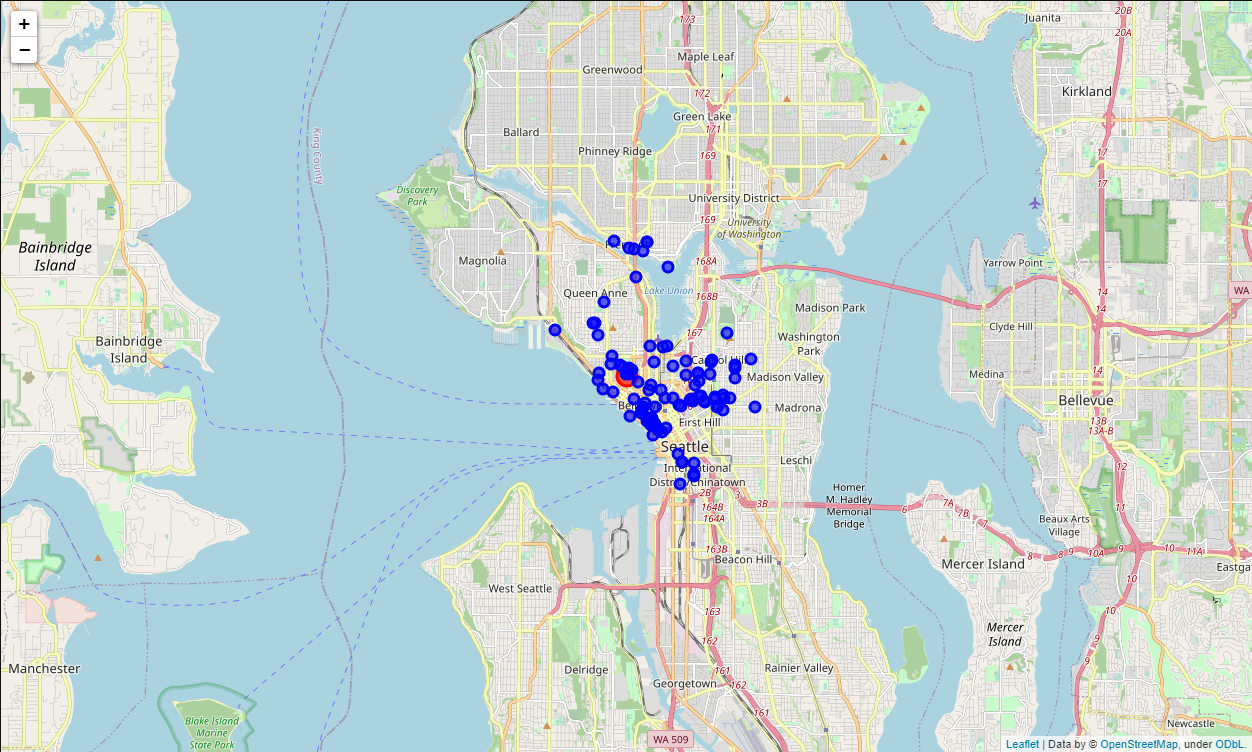 +
−
173
20B
Juanita
20A
Maple Leaf
Greenwood
172
Kirkland
Green Lake
171
King County
Ballard
Phinney Ridge
169
17
17
Discovery
Park
University District
169
University
of Washington
Bainbridge
Island
Magnolia
168A
Yarrow Point
Queen Anne
Lake Union
168B
14
WA
14
Madison Park
Clyde Hill
167
Washington
Park
Bainbridge
Island
Madison Valley
Medina
Bellevue
Madrona
13B
First Hill
13A-B
Seattle
Leschi
International
District/Chinatown
12
Homer
M. Hadley
Memorial
Bridge
2B
3B
164B
164A
6
7A
7B
7
11
Beaux Arts
Village
163B
Beacon Hill
8
8
9
10A
10
11A
Mercer Island
Eastga
West Seattle
10
163
10
Mercer
Island
162
9
Manchester
Delridge
161
Rainier Valley
9
Georgetown
162
161
Blake Island
Marine
State Park
Newcastle
WA 509
Leaflet | Data by © OpenStreetMap, under ODbL.